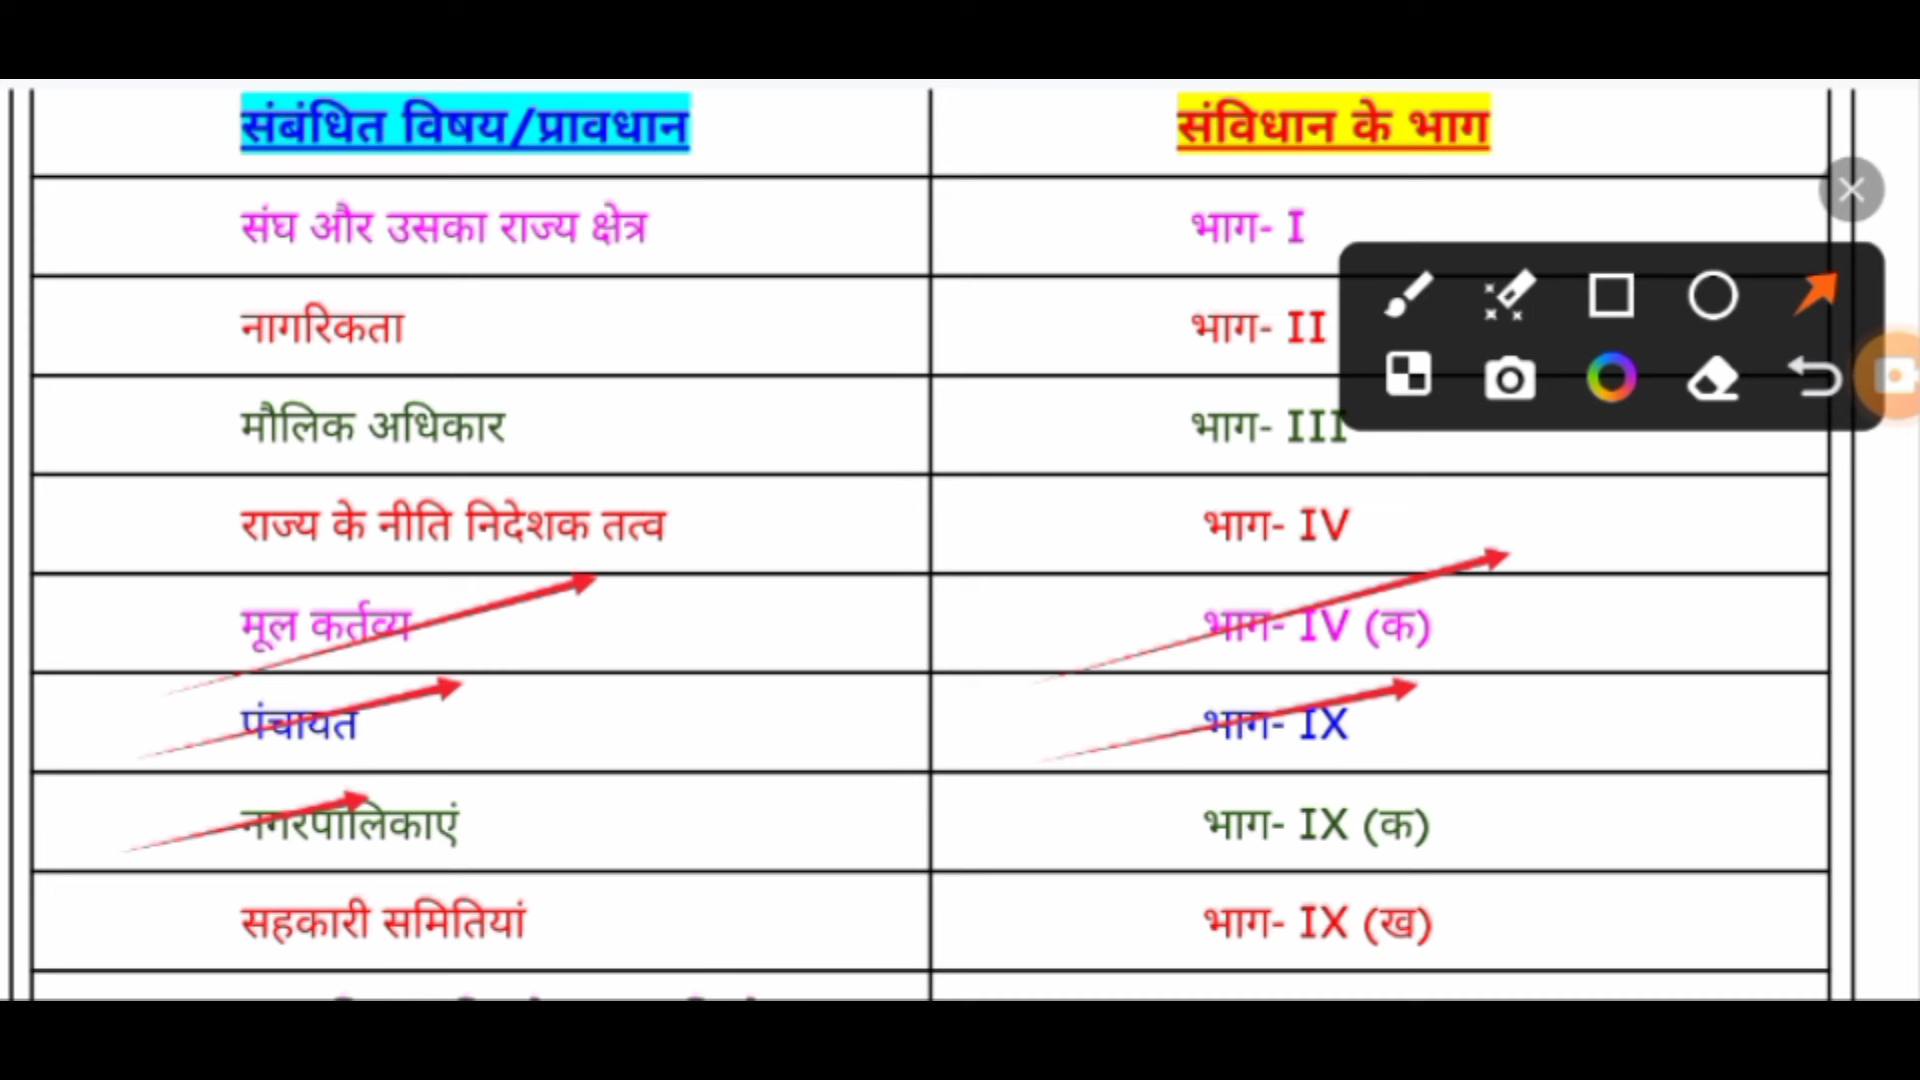 संबंधित विषय/प्रावधान संविधान के भाग
संघ और उसका राज्य क्षेत्र भाग- I
नागरिकता भाग- II
मौलिक अधिकार भाग- III
राज्य के नीति निदेशक तत्व भाग- IV
मूल कर्तव्य भाग- IV (क)
पंचायत भाग- IX
नगरपालिकाएं भाग- IX (क)
सहकारी समितियां भाग- IX (ख)